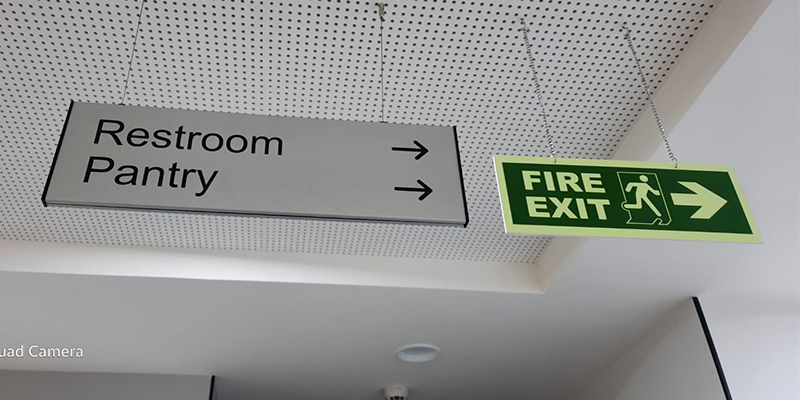 Restroom →
Pantry →
FIRE
EXIT
uad Camera